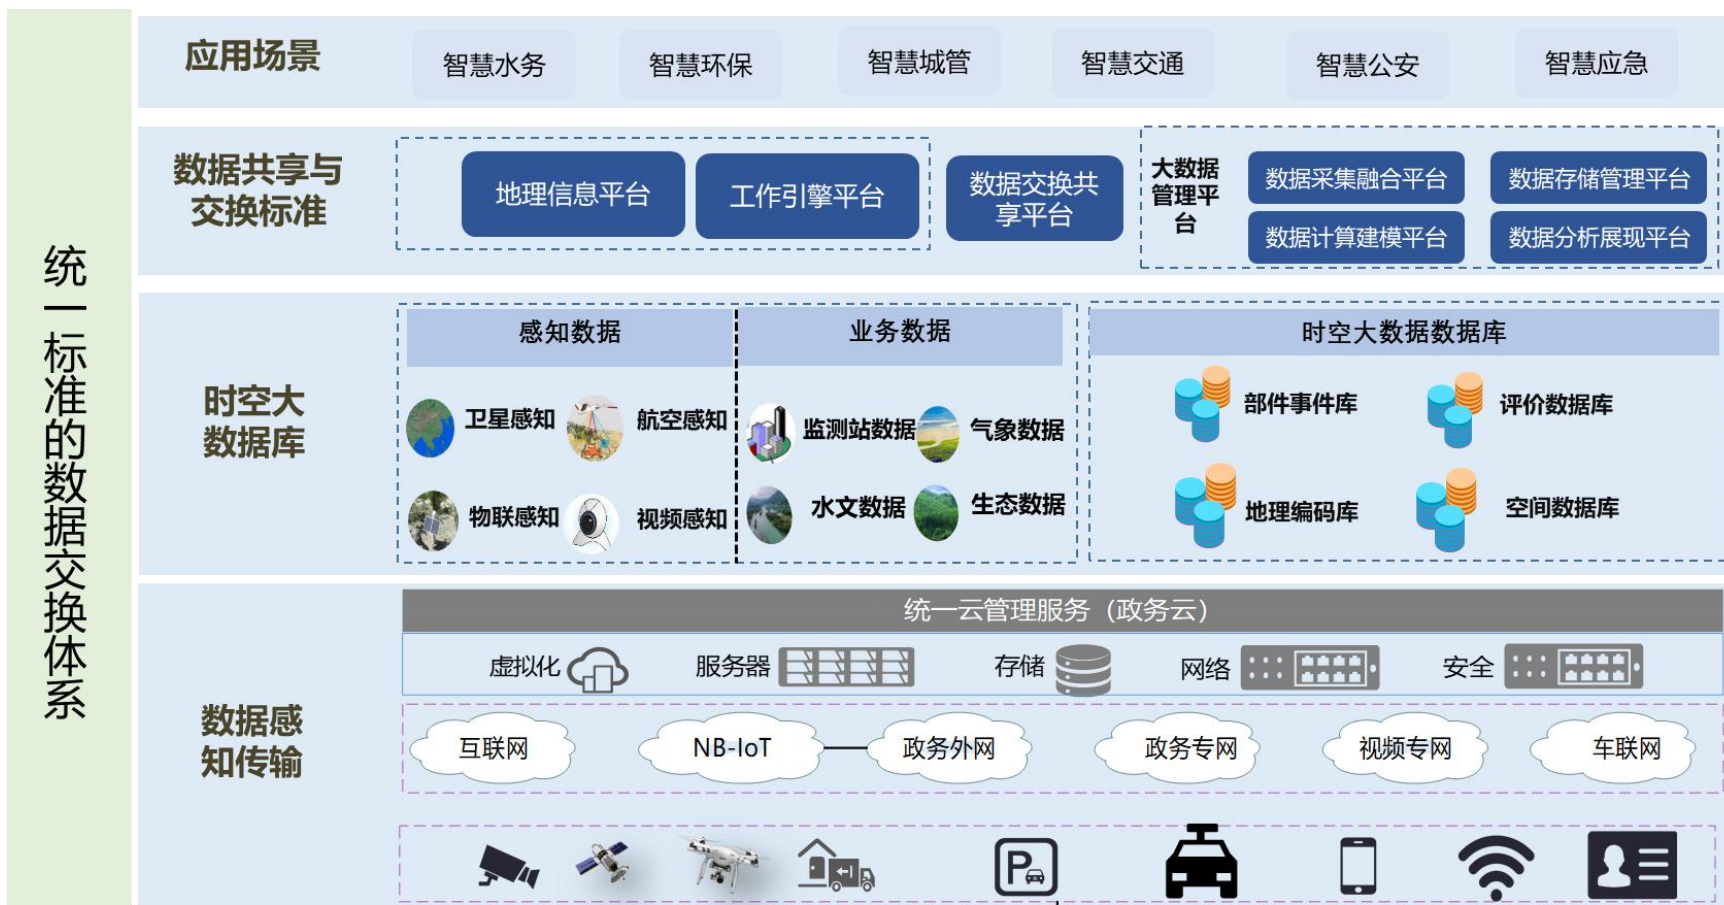 统一标准的数据交换体系
应用场景
智慧水务
智慧环保
智慧城管
智慧交通
智慧公安
智慧应急
数据共享与
交换标准
地理信息平台
工作引擎平台
数据交换共
享平台
大数据
管理平
台
数据采集融合平台
数据存储管理平台
数据计算建模平台
数据分析展现平台
时空大
数据库
感知数据
业务数据
时空大数据数据库
卫星感知
航空感知
监测站数据
气象数据
部件事件库
评价数据库
物联感知
视频感知
水文数据
生态数据
地理编码库
空间数据库
数据感
知传输
统一云管理服务（政务云）
虚拟化
服务器
存储
网络
安全
互联网
NB-IoT
政务外网
政务专网
视频专网
车联网
P